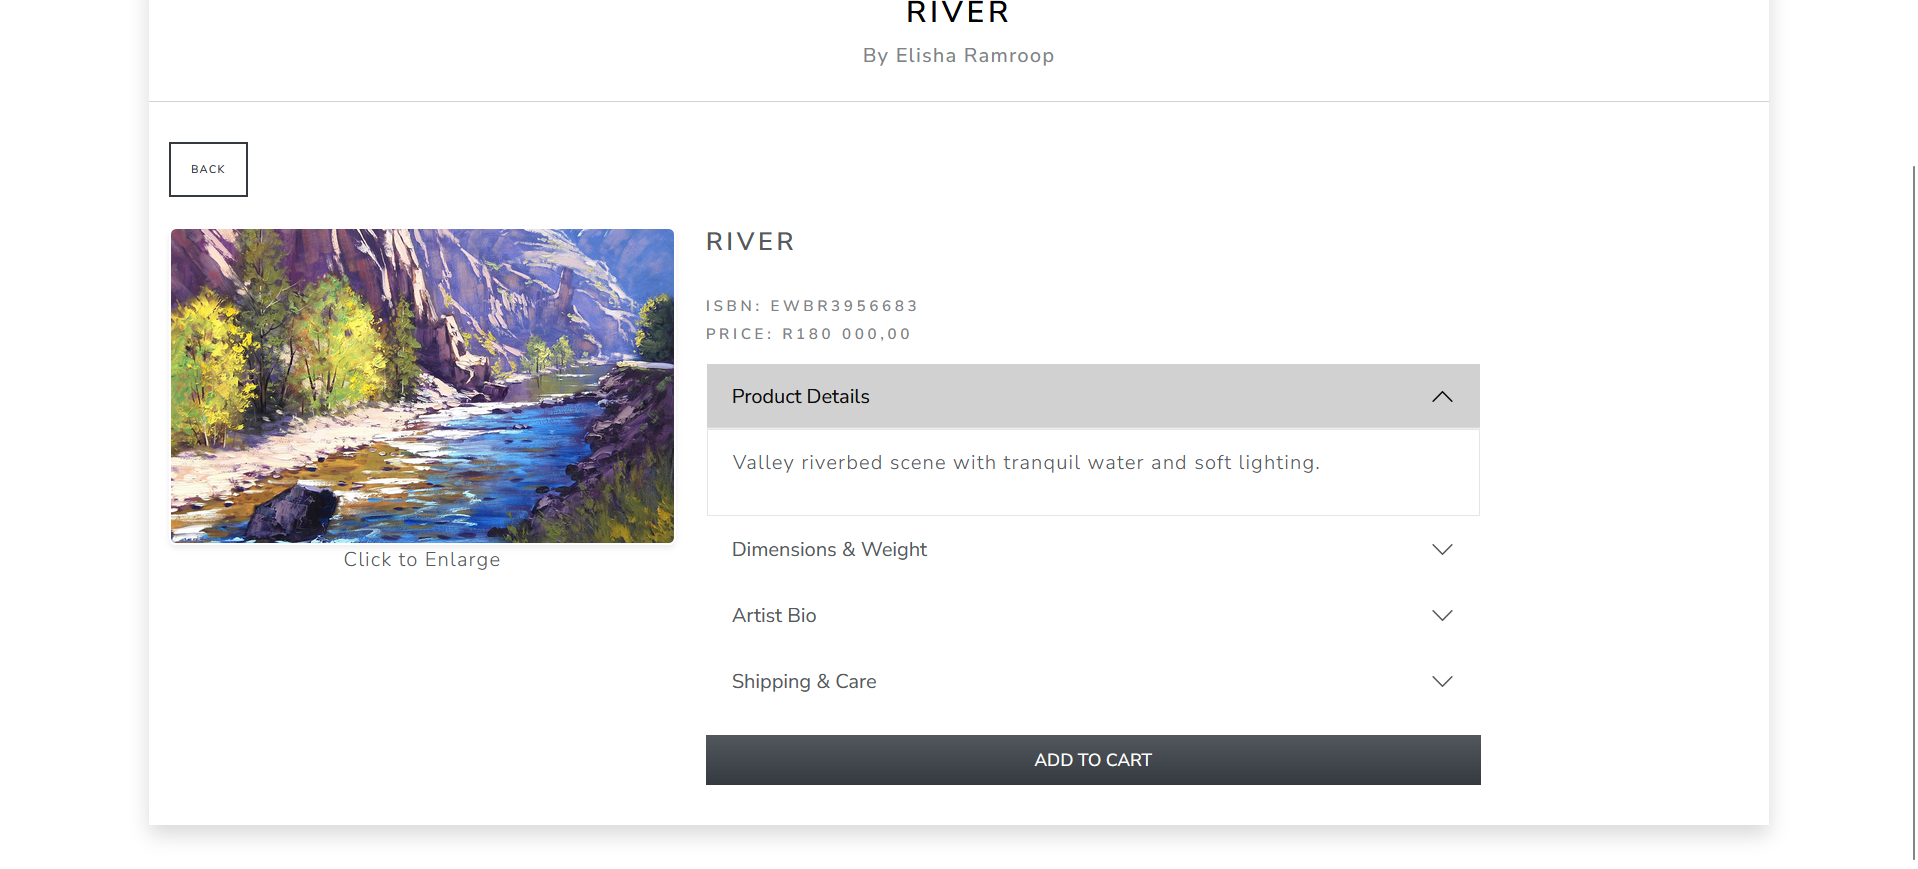 RIVER
By Elisha Ramroop
BACK
RIVER
ISBN: EWBR3956683
PRICE: R180 000,00
Product Details
Valley riverbed scene with tranquil water and soft lighting.
Click to Enlarge
Dimensions & Weight
Artist Bio
Shipping & Care
ADD TO CART